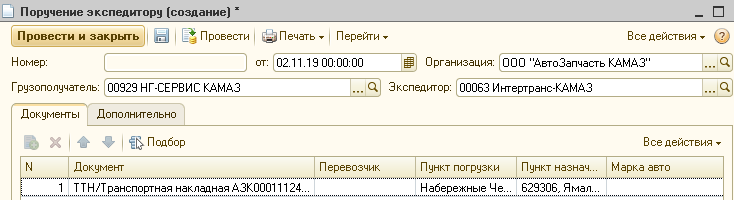 Поручение экспедитору (создание) *
Провести и закрыть Провести Печать Перейти Все действия ?
Номер: от: 02.11.19 00:00:00 Организация: ООО "АвтоЗапчасть КАМАЗ" ...
Грузополучатель: 00929 НГ-СЕРВИС КАМАЗ ... Экспедитор: 00063 Интертранс-КАМАЗ ...
Документы Дополнительно
Подбор Все действия
N Документ Перевозчик Пункт погрузки Пункт назнач... Марка авто
1 ТТН/Транспортная накладная АЗК00011124... Набережные Че... 629306, Ямал...